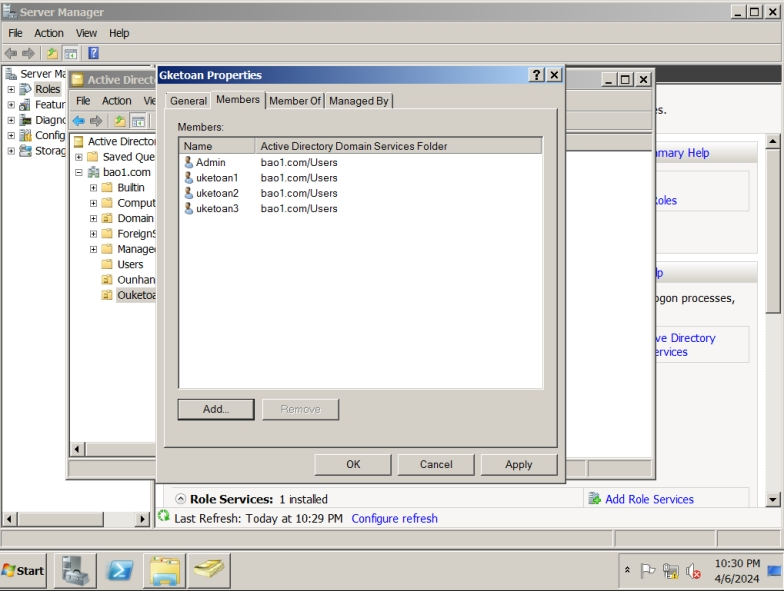 Server Manager
File Action View Help
Server Ma
Roles
Featur
Diagno
Config
Storag
Active Direct
File Action Vie
Active Directo
Saved Que
bao1.com
Builtin
Comput
Domain
ForeignS
Manage
Users
Ounhan
Ouketoa
Gketoan Properties
General Members Member Of Managed By
Members:
Name Active Directory Domain Services Folder
Admin bao1.com/Users
uketoan1 bao1.com/Users
uketoan2 bao1.com/Users
uketoan3 bao1.com/Users
Add... Remove
OK Cancel Apply
es.
mmary Help
Roles
lp
ogon processes,
ve Directory
ervices
Role Services: 1 installed Add Role Services
Last Refresh: Today at 10:29 PM Configure refresh
Start
10:30 PM
4/6/2024